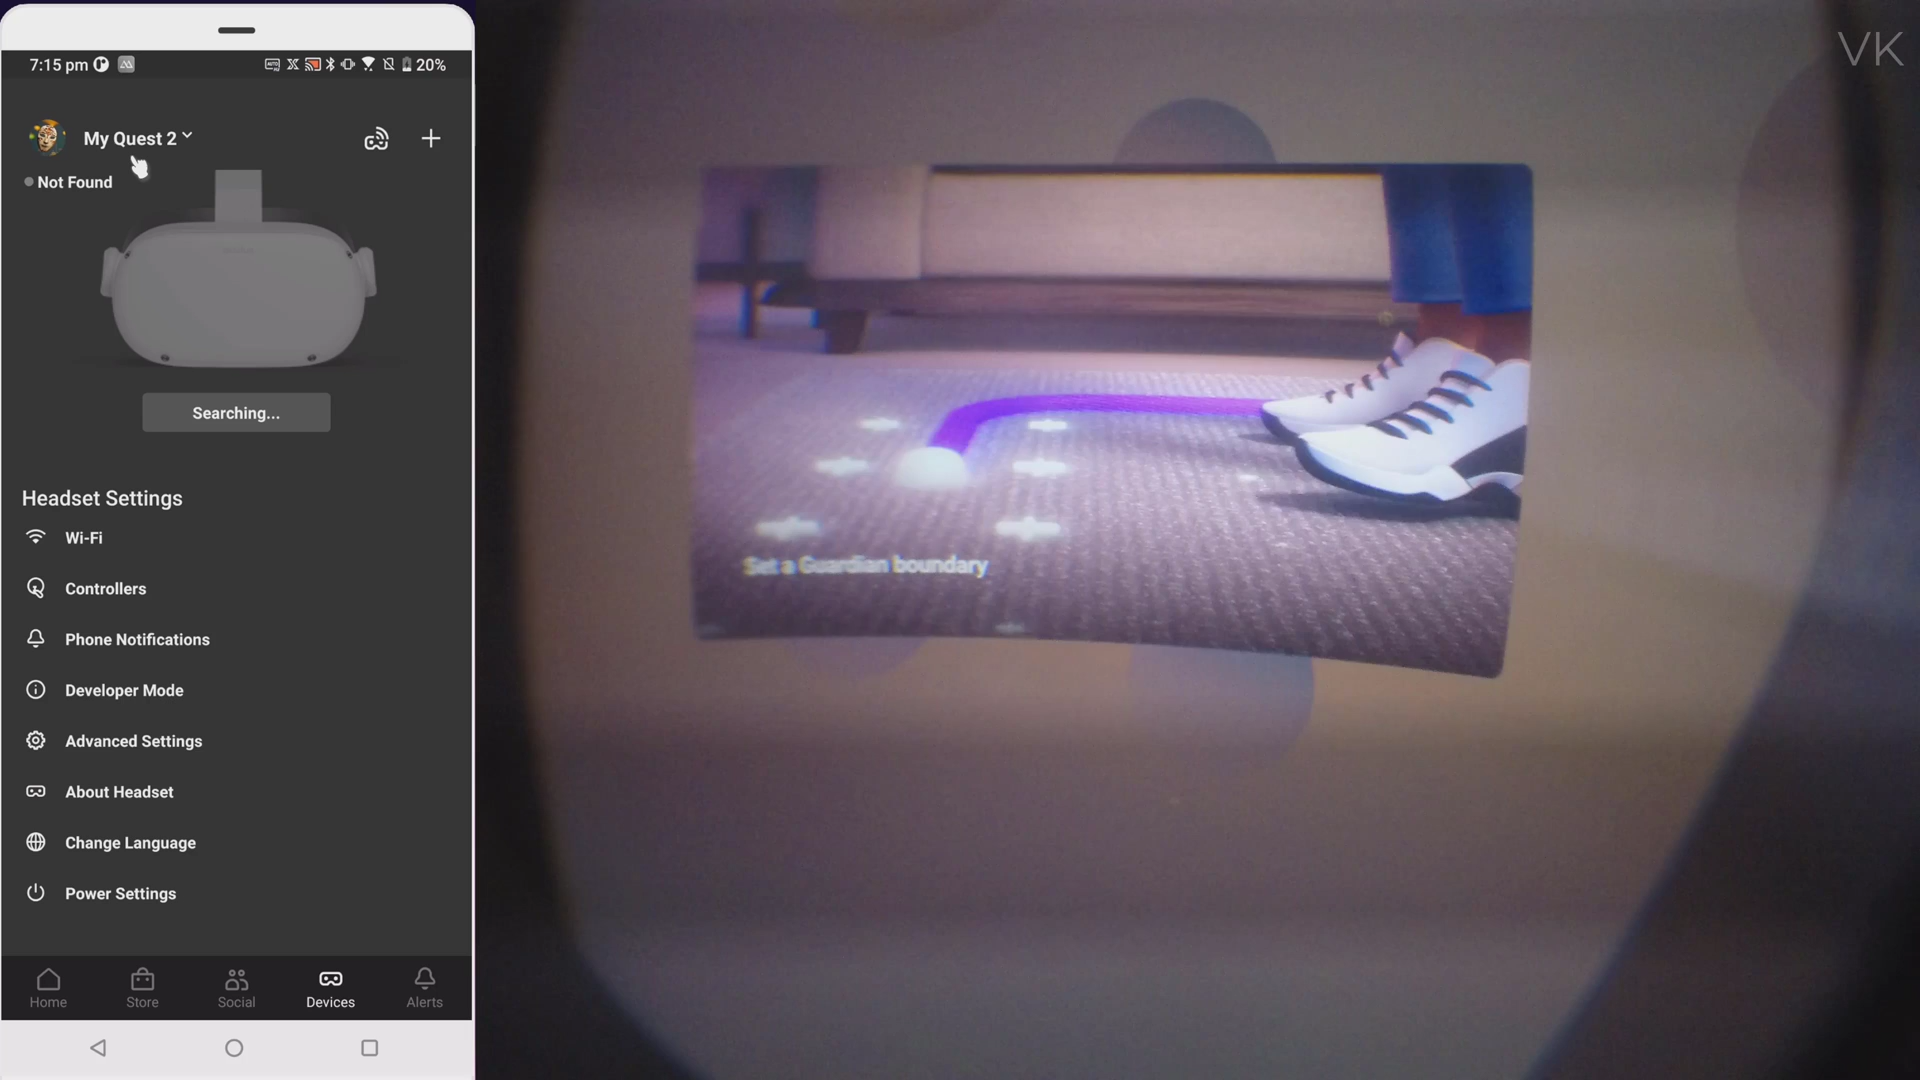 7:15 pm
20%
My Quest 2
Not Found
Searching...
Headset Settings
Wi-Fi
Controllers
Phone Notifications
Developer Mode
Advanced Settings
About Headset
Change Language
Power Settings
Home
Store
Social
Devices
Alerts
Set a Guardian boundary
VK